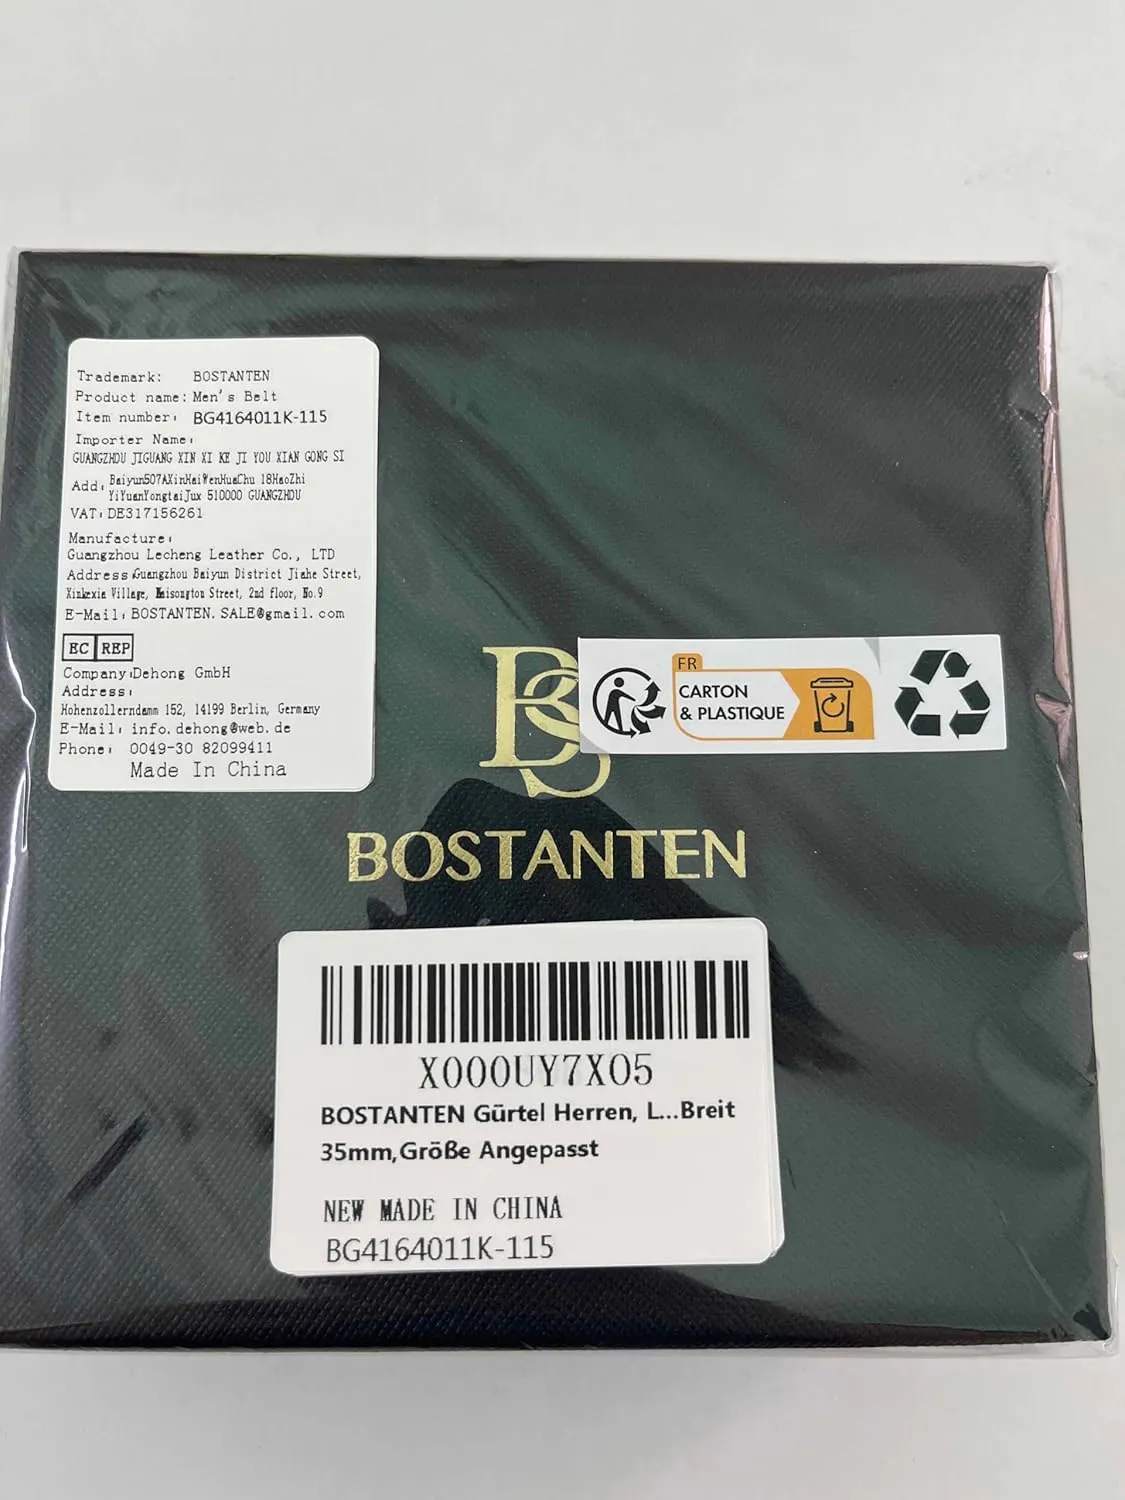 Trademark: BOSTANTEN
Product name: Men's Belt
Item number: BG4164011K-115
Importer Name:
GUANGZHOU JIGUANG XIN XI KE JI YOU XIAN GONG SI
Add: Baiyun507AXinHaiWenHuaChu 18HaoZhi
YiYuanYongtaiJux 510000 GUANGZHOU
VAT: DE317156261
Manufacture:
Guangzhou Lecheng Leather Co., LTD
Address: Guangzhou Baiyun District Jiahe Street,
Village, Street, 2nd floor, No.9
E-Mail: BOSTANTEN.SALE@gmail.com
EC REP
Company: Dehong GmbH
Address:
Hohenzollerndamm 152, 14199 Berlin, Germany
E-Mail: info.dehong@web.de
Phone: 0049-30 82099411
Made In China
BS
FR
CARTON
& PLASTIQUE
BOSTANTEN
X000UY7X05
BOSTANTEN Gürtel Herren, L...Breit
35mm,Größe Angepasst
NEW MADE IN CHINA
BG4164011K-115